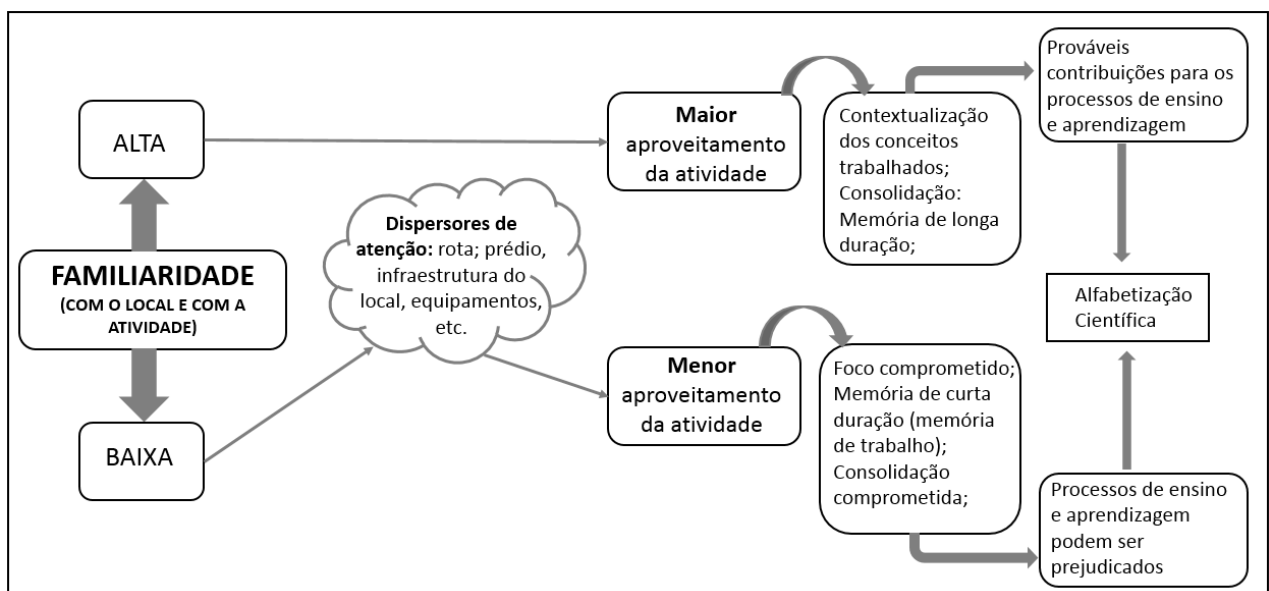 FAMILIARIDADE
(COM O LOCAL E COM A
ATIVIDADE)
ALTA
Maior
aproveitamento
da atividade
Contextualização
dos conceitos
trabalhados;
Consolidação:
Memória de longa
duração;
Prováveis
contribuições para os
processos de ensino
e aprendizagem
BAIXA
Dispersores de
atenção: rota; prédio,
infraestrutura do
local, equipamentos,
etc.
Menor
aproveitamento
da atividade
Foco comprometido;
Memória de curta
duração (memória
de trabalho);
Consolidação
comprometida;
Processos de ensino
e aprendizagem
podem ser
prejudicados
Alfabetização
Científica